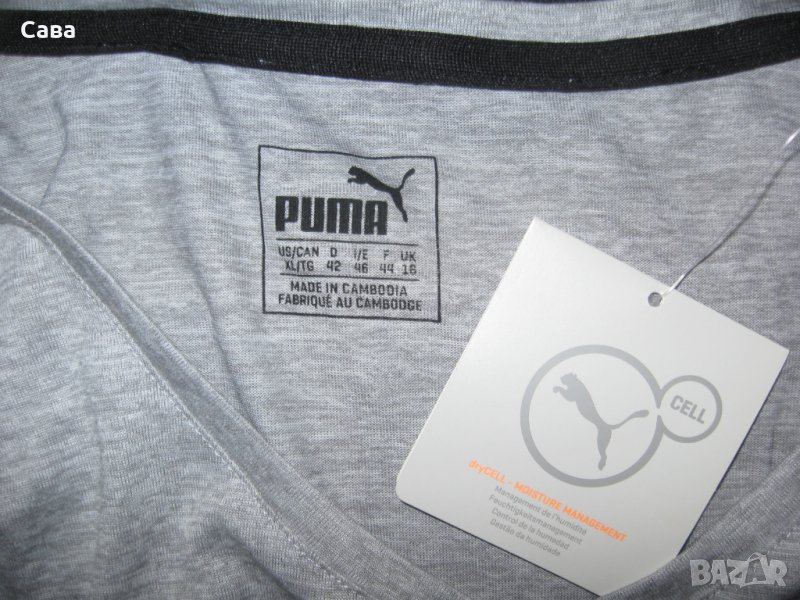 Сава
PUMA
US/CAN D I/E F UK
XL/TG 42 46 44 16
MADE IN CAMBODIA
FABRIQUÉ AU CAMBODGE
CELL
dryCELL - MOISTURE MANAGEMENT
Management de l'humidité
Feuchtigkeitsmanagement
Control de la humedad
Gestão da humidade
BAZAR